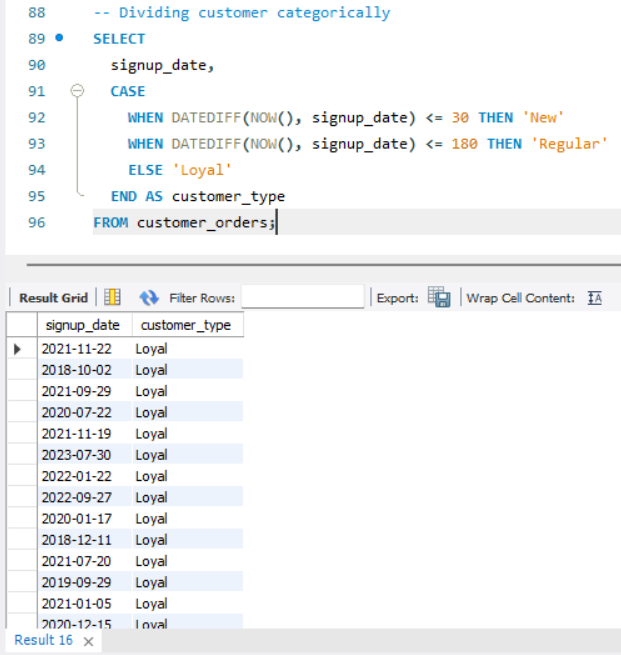 88 -- Dividing customer categorically
89 SELECT
90 signup_date,
91 CASE
92 WHEN DATEDIFF(NOW(), signup_date) <= 30 THEN 'New'
93 WHEN DATEDIFF(NOW(), signup_date) <= 180 THEN 'Regular'
94 ELSE 'Loyal'
95 END AS customer_type
96 FROM customer_orders;
Result Grid Filter Rows: Export: Wrap Cell Content: IA
signup_date customer_type
2021-11-22 Loyal
2018-10-02 Loyal
2021-09-29 Loyal
2020-07-22 Loyal
2021-11-19 Loyal
2023-07-30 Loyal
2022-01-22 Loyal
2022-09-27 Loyal
2020-01-17 Loyal
2018-12-11 Loyal
2021-07-20 Loyal
2019-09-29 Loyal
2021-01-05 Loyal
2020-12-15 Loyal
Result 16